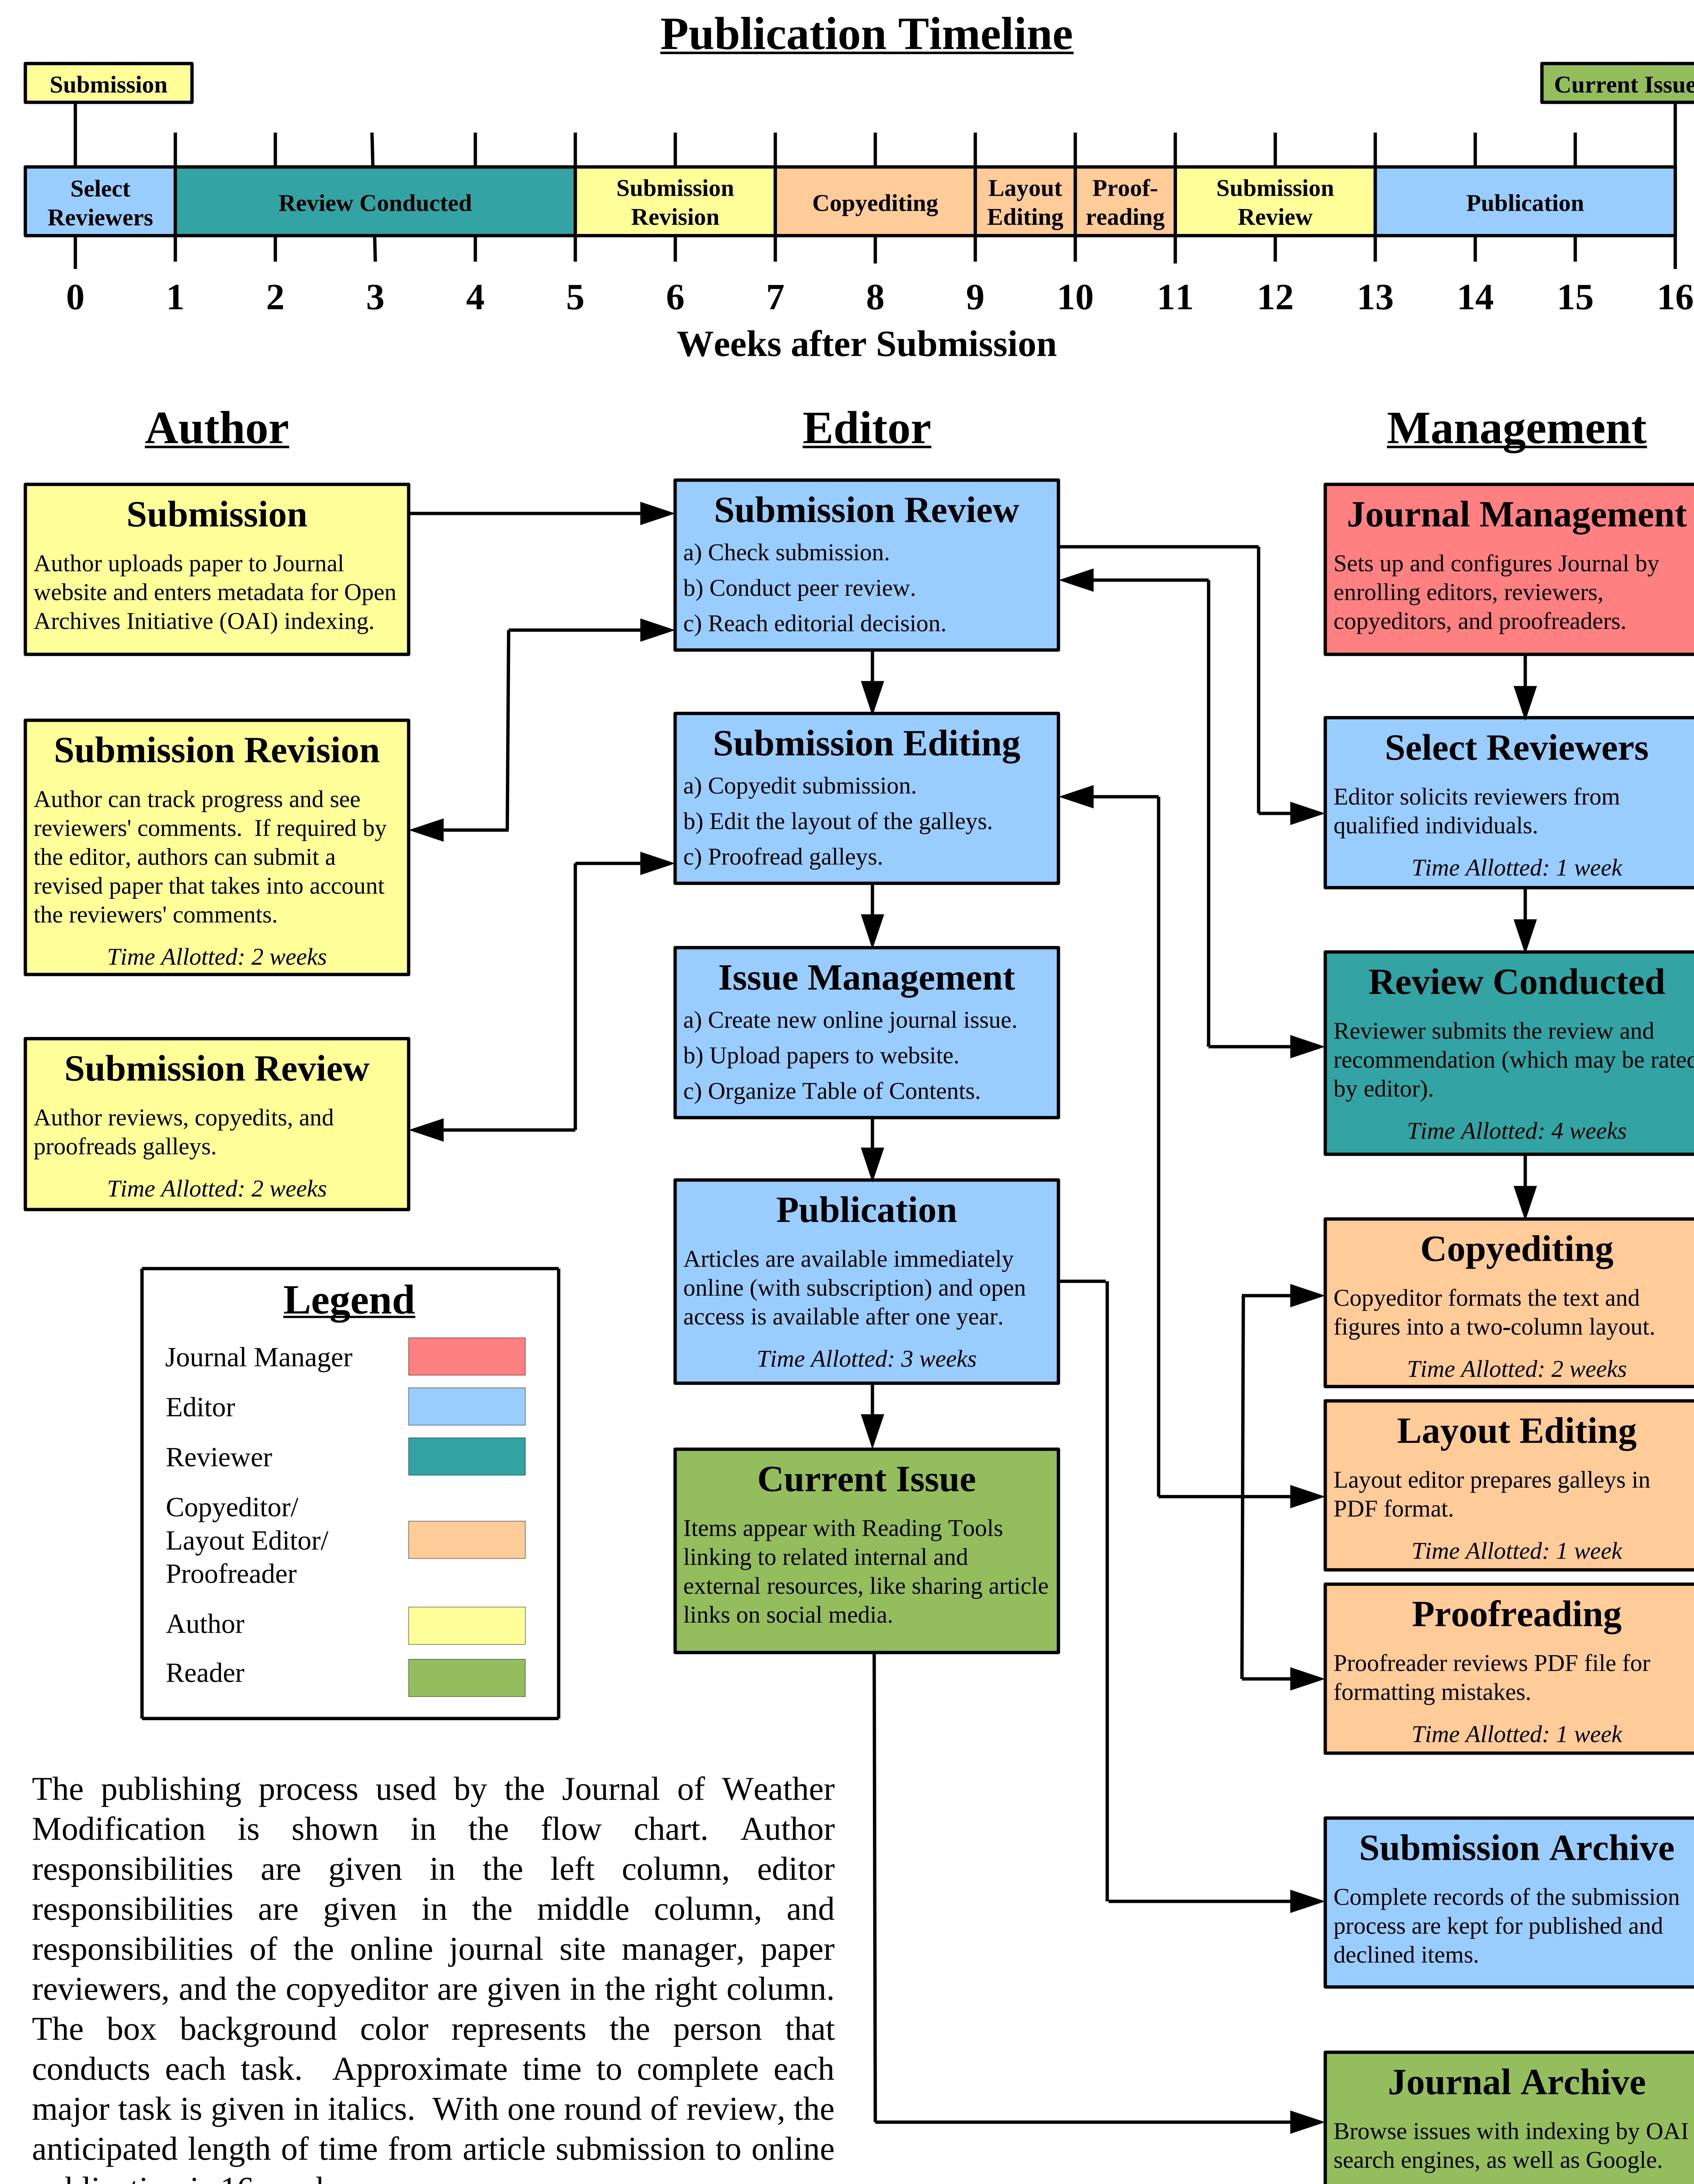 Publication Timeline
Submission
Current Issue
Select
Reviewers
Review Conducted
Submission
Revision
Copyediting
Layout
Editing
Proof-
reading
Submission
Review
Publication
0 1 2 3 4 5 6 7 8 9 10 11 12 13 14 15 16
Weeks after Submission
Author
Submission
Author uploads paper to Journal
website and enters metadata for Open
Archives Initiative (OAI) indexing.
Submission Revision
Author can track progress and see
reviewers' comments.  If required by
the editor, authors can submit a
revised paper that takes into account
the reviewers' comments.
Time Allotted: 2 weeks
Submission Review
Author reviews, copyedits, and
proofreads galleys.
Time Allotted: 2 weeks
Editor
Submission Review
a) Check submission.
b) Conduct peer review.
c) Reach editorial decision.
Submission Editing
a) Copyedit submission.
b) Edit the layout of the galleys.
c) Proofread galleys.
Issue Management
a) Create new online journal issue.
b) Upload papers to website.
c) Organize Table of Contents.
Publication
Articles are available immediately
online (with subscription) and open
access is available after one year.
Time Allotted: 3 weeks
Current Issue
Items appear with Reading Tools
linking to related internal and
external resources, like sharing article
links on social media.
Management
Journal Management
Sets up and configures Journal by
enrolling editors, reviewers,
copyeditors, and proofreaders.
Select Reviewers
Editor solicits reviewers from
qualified individuals.
Time Allotted: 1 week
Review Conducted
Reviewer submits the review and
recommendation (which may be rated
by editor).
Time Allotted: 4 weeks
Copyediting
Copyeditor formats the text and
figures into a two-column layout.
Time Allotted: 2 weeks
Layout Editing
Layout editor prepares galleys in
PDF format.
Time Allotted: 1 week
Proofreading
Proofreader reviews PDF file for
formatting mistakes.
Time Allotted: 1 week
Submission Archive
Complete records of the submission
process are kept for published and
declined items.
Journal Archive
Browse issues with indexing by OAI
search engines, as well as Google.
Legend
Journal Manager
Editor
Reviewer
Copyeditor/
Layout Editor/
Proofreader
Author
Reader
The publishing process used by the Journal of Weather
Modification is shown in the flow chart. Author
responsibilities are given in the left column, editor
responsibilities are given in the middle column, and
responsibilities of the online journal site manager, paper
reviewers, and the copyeditor are given in the right column.
The box background color represents the person that
conducts each task.  Approximate time to complete each
major task is given in italics.  With one round of review, the
anticipated length of time from article submission to online